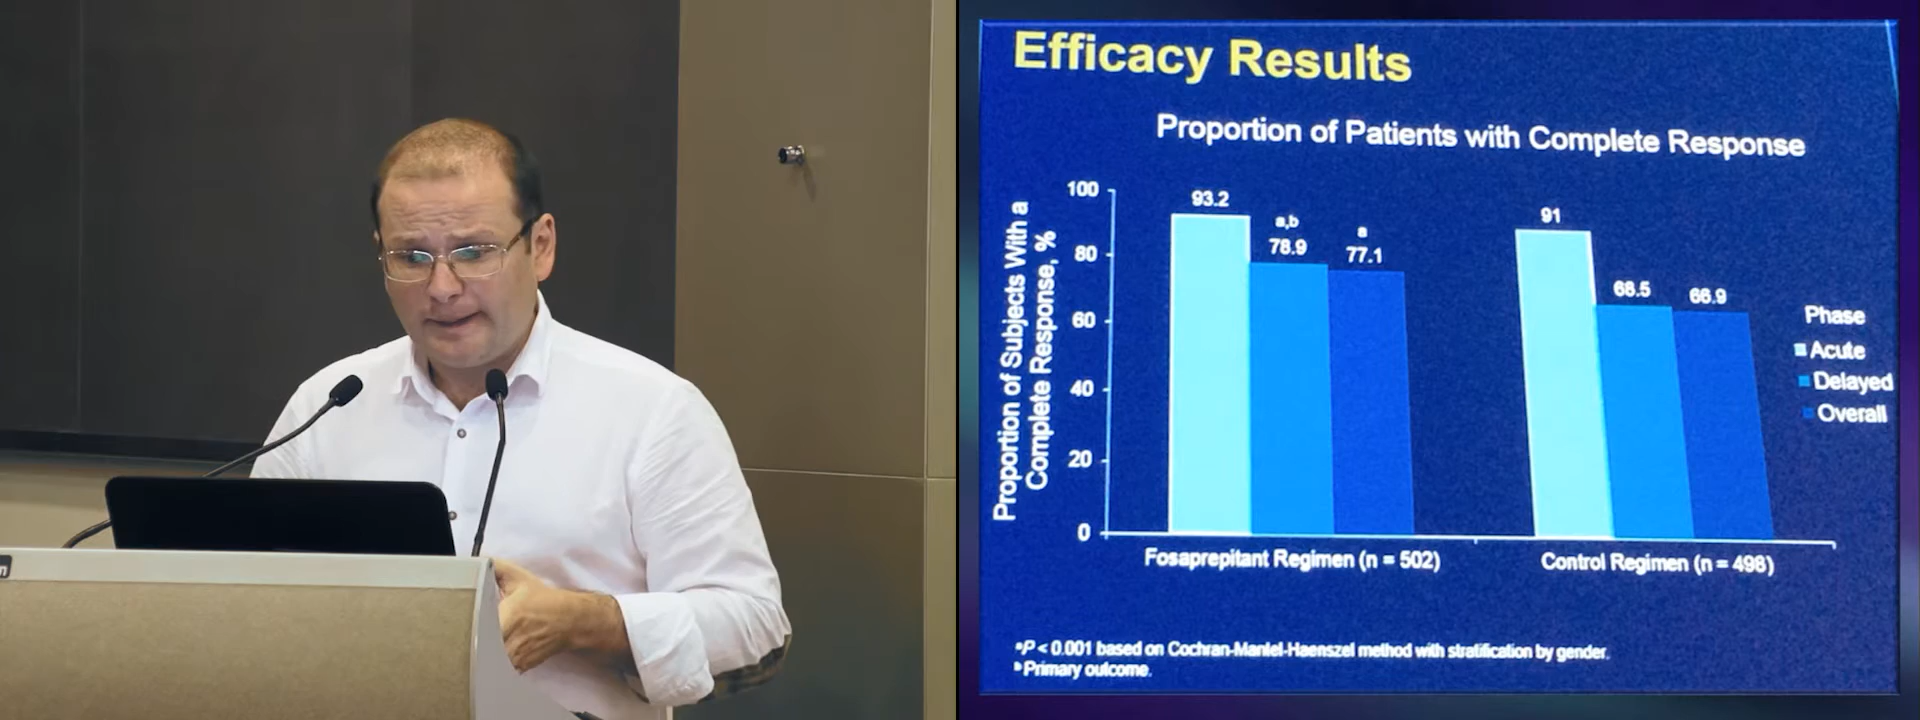 Efficacy Results
Proportion of Patients with Complete Response
Proportion of Subjects With a
Complete Response, %
100
80
60
40
20
0
93.2
a,b
78.9
a
77.1
91
68.5
66.9
Phase
Acute
Delayed
Overall
Fosaprepitant Regimen (n = 502)
Control Regimen (n = 498)
ᵃP < 0.001 based on Cochran-Mantel-Haenszel method with stratification by gender.
ᵇ Primary outcome.